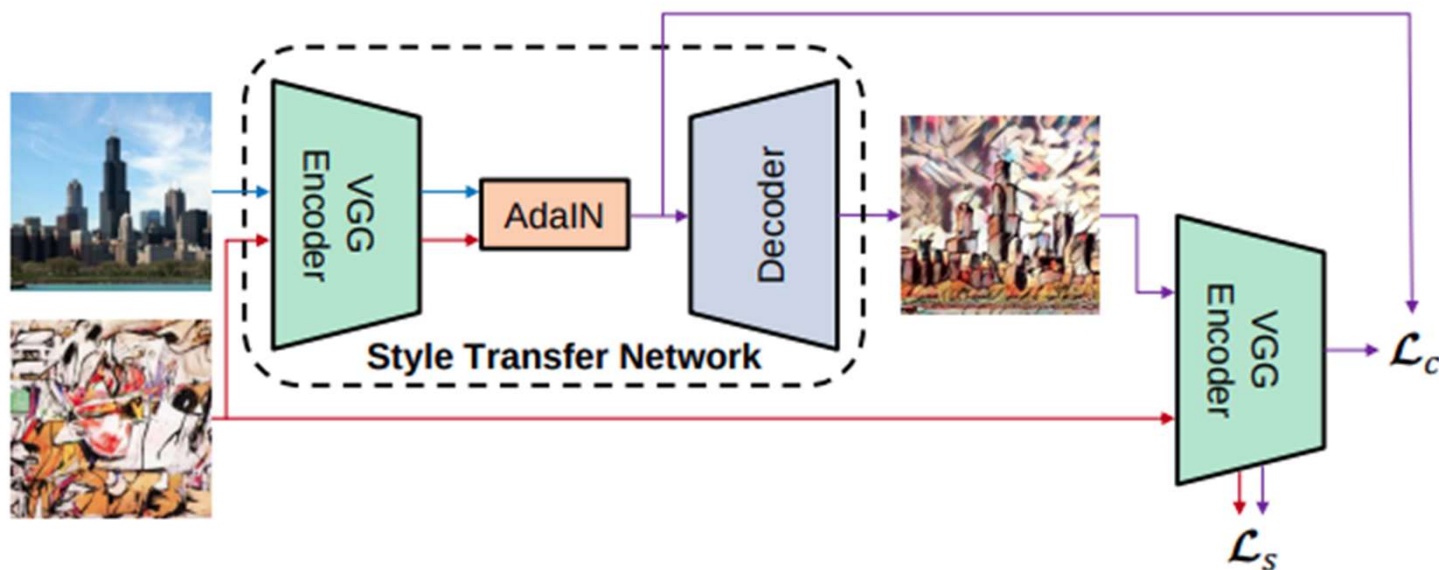 VGG
Encoder
AdaIN
Decoder
Style Transfer Network
VGG
Encoder
ℒc
ℒs